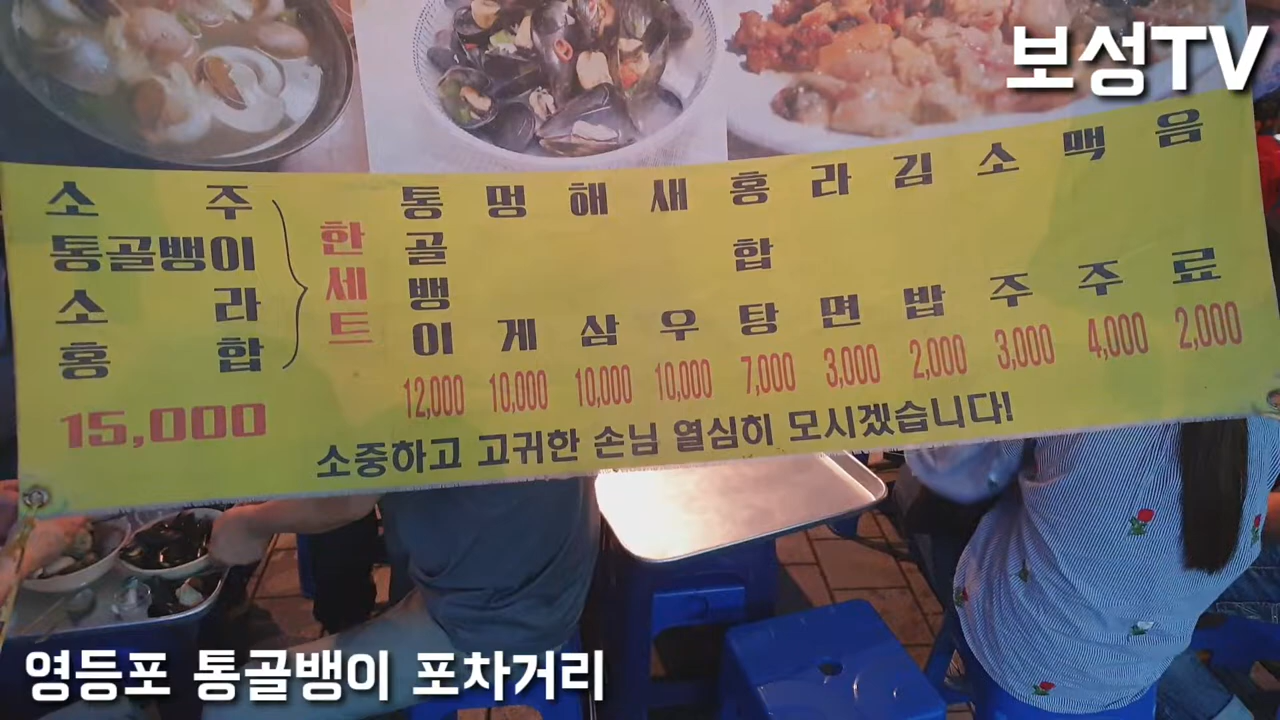 보성TV
소주
통골뱅이
소라
홍합
한세트
15,000
통골뱅이 12,000
멍게 10,000
해삼 10,000
새우 10,000
홍합탕 7,000
라면 3,000
김밥 2,000
소주 3,000
맥주 4,000
음료 2,000
소중하고 고귀한 손님 열심히 모시겠습니다!
영등포 통골뱅이 포차거리